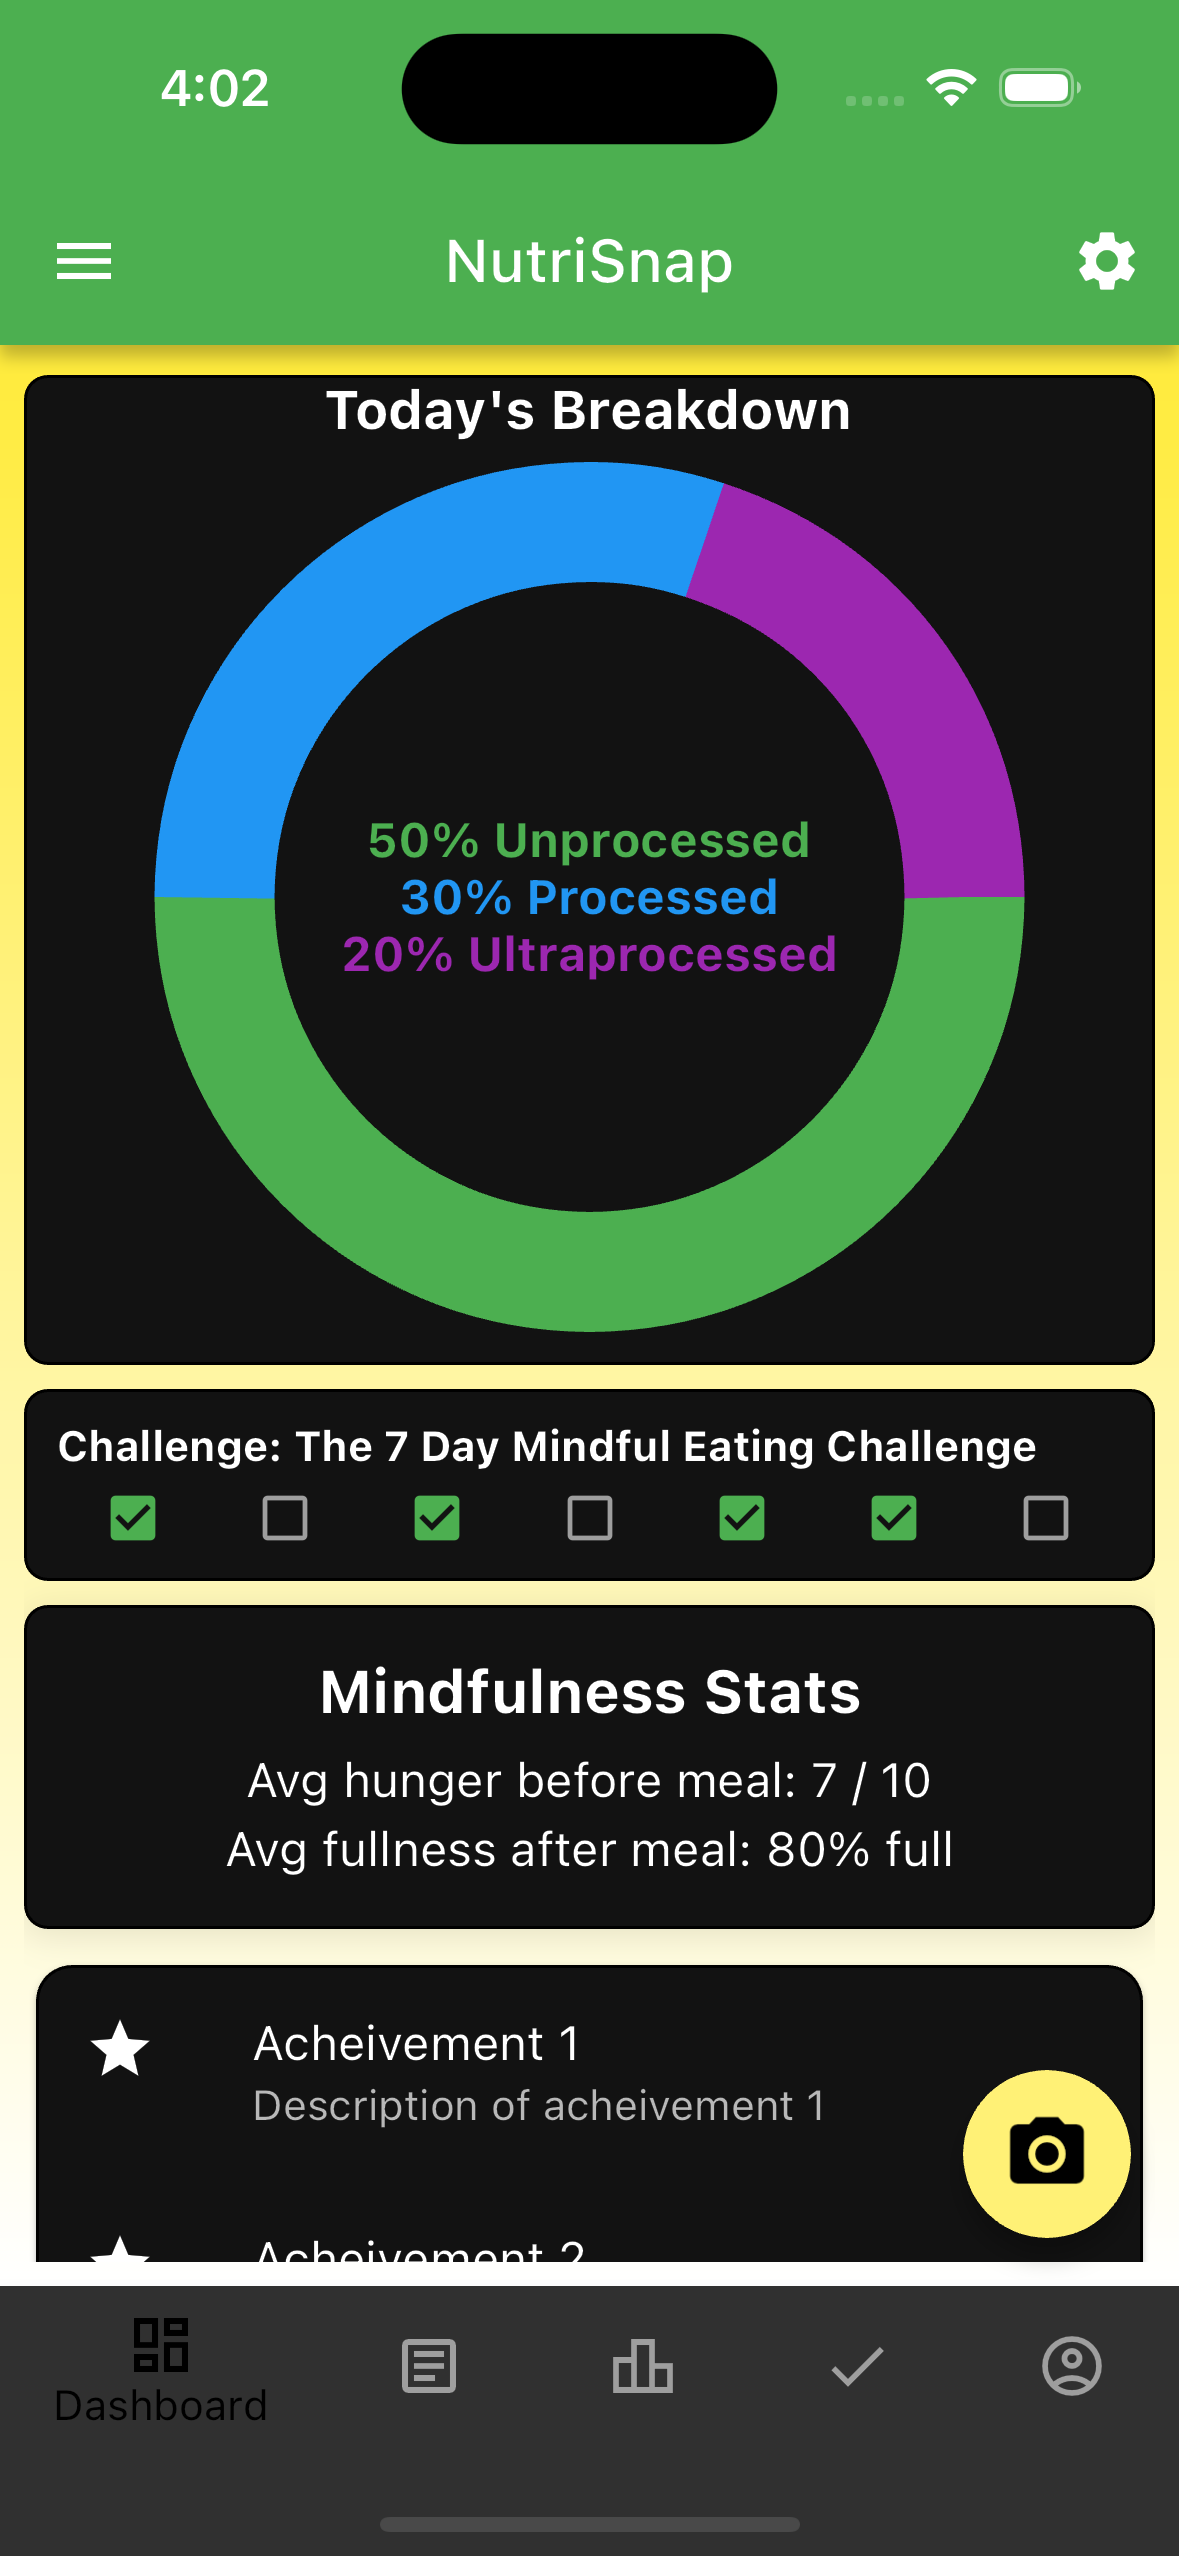 4:02
NutriSnap
Today's Breakdown
50% Unprocessed
30% Processed
20% Ultraprocessed
Challenge: The 7 Day Mindful Eating Challenge
Mindfulness Stats
Avg hunger before meal: 7 / 10
Avg fullness after meal: 80% full
Acheivement 1
Description of acheivement 1
Acheivement 2
Dashboard